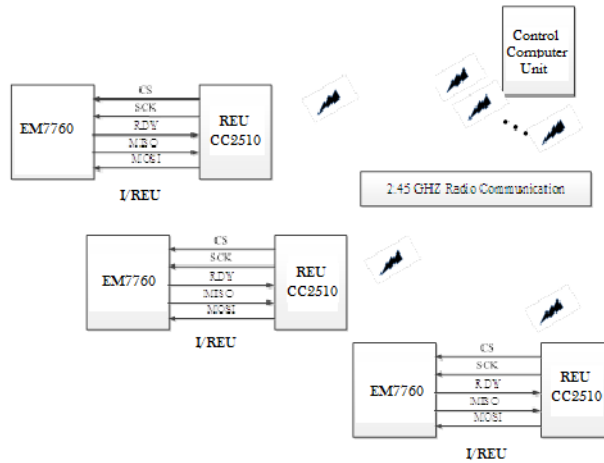 Control
Computer
Unit
CS
SCK
EM7760
RDY
MISO
MOSI
REU
CC2510
I/REU
2.45 GHZ Radio Communication
CS
SCK
EM7760
RDY
MISO
MOSI
REU
CC2510
I/REU
CS
SCK
EM7760
RDY
MISO
MOSI
REU
CC2510
I/REU